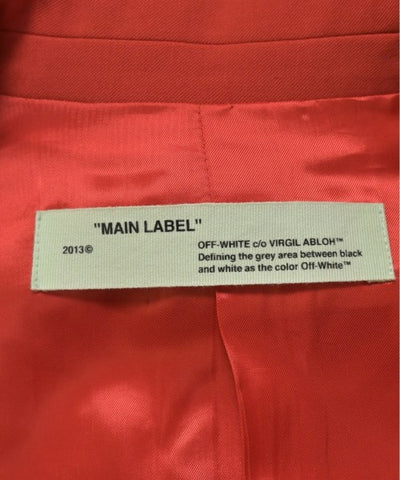 "MAIN LABEL"
2013©
OFF-WHITE c/o VIRGIL ABLOH™
Defining the grey area between black
and white as the color Off-White™